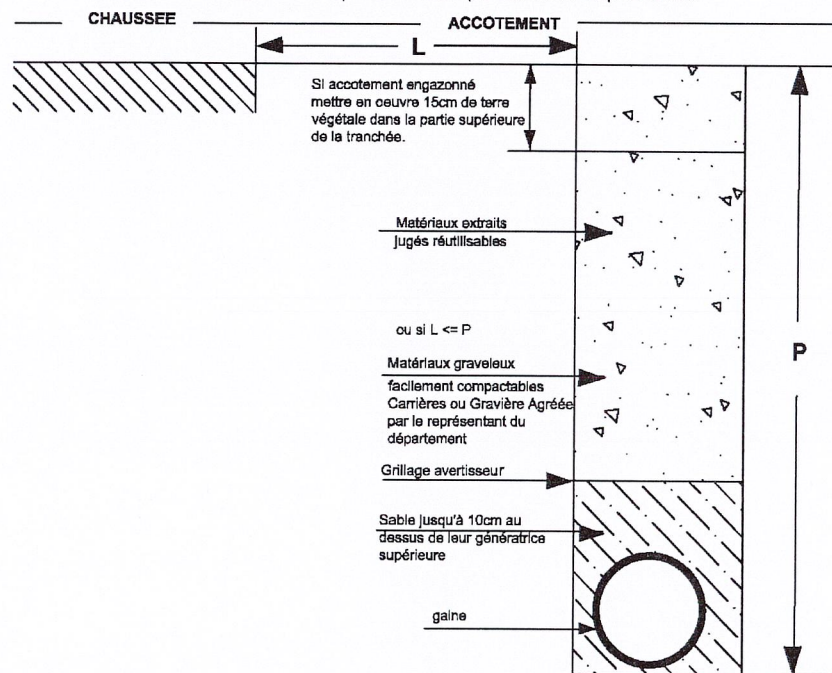 CHAUSSEE
ACCOTEMENT
L
Si accotement engazonné
mettre en oeuvre 15cm de terre
végétale dans la partie supérieure
de la tranchée.
Matériaux extraits
jugés réutilisables
ou si L <= P
P
Matériaux graveleux
facilement compactables
Carrières ou Gravière Agréée
par le représentant du
département
Grillage avertisseur
Sable jusqu'à 10cm au
dessus de leur génératrice
supérieure
gaine